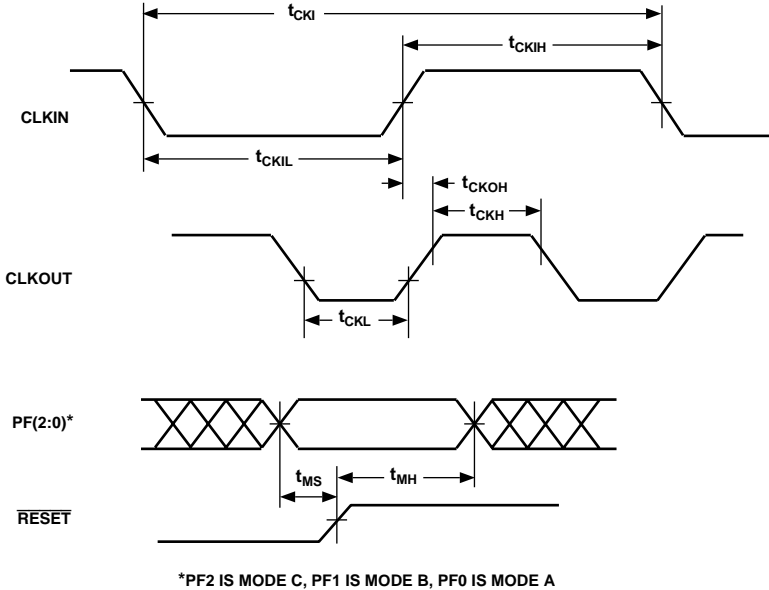 tCKI
tCKIH
CLKIN
tCKIL
tCKOH
tCKH
CLKOUT
tCKL
PF(2:0)*
tMS
tMH
RESET
*PF2 IS MODE C, PF1 IS MODE B, PF0 IS MODE A